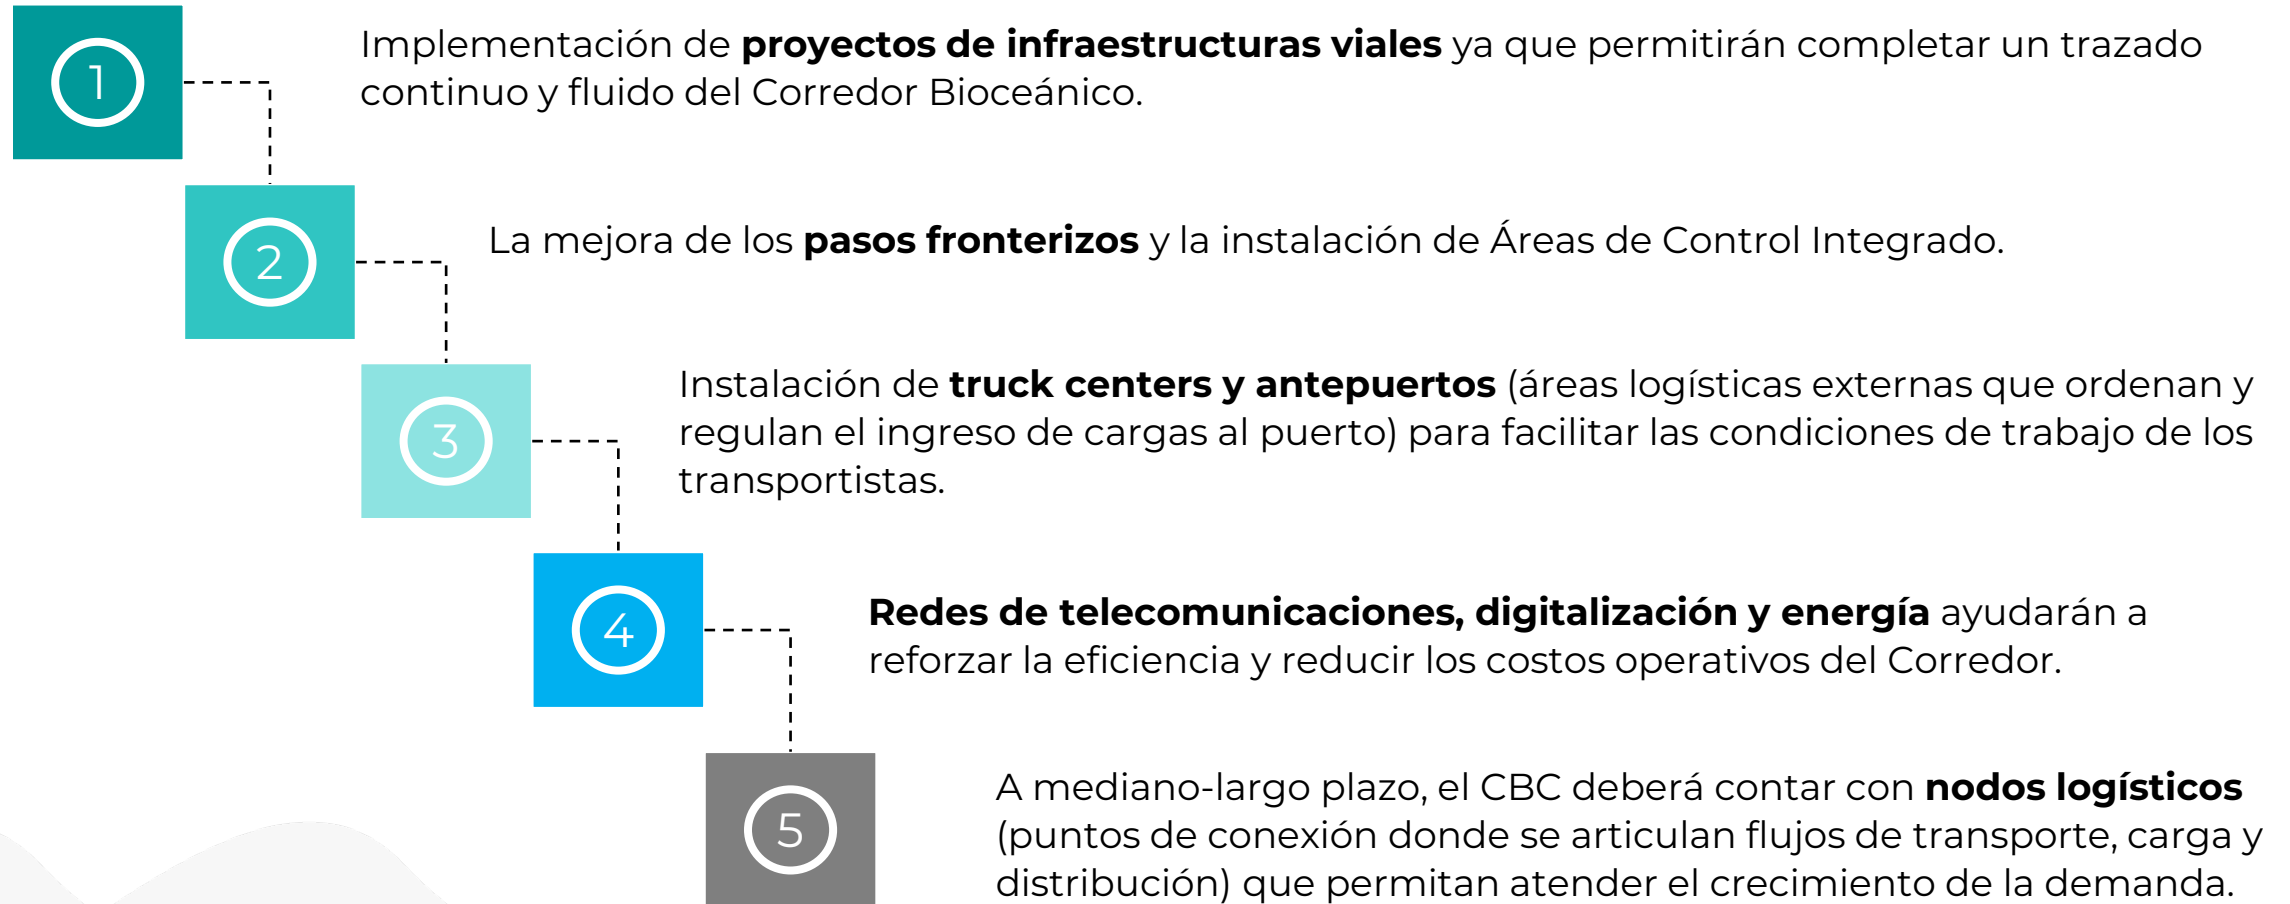 1
Implementación de proyectos de infraestructuras viales ya que permitirán completar un trazado
continuo y fluido del Corredor Bioceánico.
2
La mejora de los pasos fronterizos y la instalación de Áreas de Control Integrado.
3
Instalación de truck centers y antepuertos (áreas logísticas externas que ordenan y
regulan el ingreso de cargas al puerto) para facilitar las condiciones de trabajo de los
transportistas.
4
Redes de telecomunicaciones, digitalización y energía ayudarán a
reforzar la eficiencia y reducir los costos operativos del Corredor.
5
A mediano-largo plazo, el CBC deberá contar con nodos logísticos
(puntos de conexión donde se articulan flujos de transporte, carga y
distribución) que permitan atender el crecimiento de la demanda.